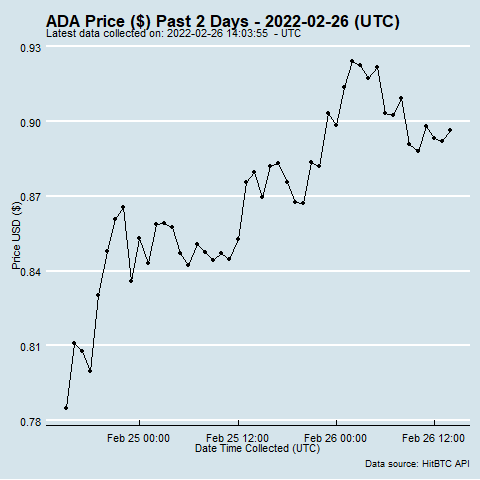 ADA Price ($) Past 2 Days - 2022-02-26 (UTC)
Latest data collected on: 2022-02-26 14:03:55 - UTC
0.93
0.90
0.87
0.84
0.81
0.78
Price USD ($)
Feb 25 00:00
Feb 25 12:00
Feb 26 00:00
Feb 26 12:00
Date Time Collected (UTC)
Data source: HitBTC API